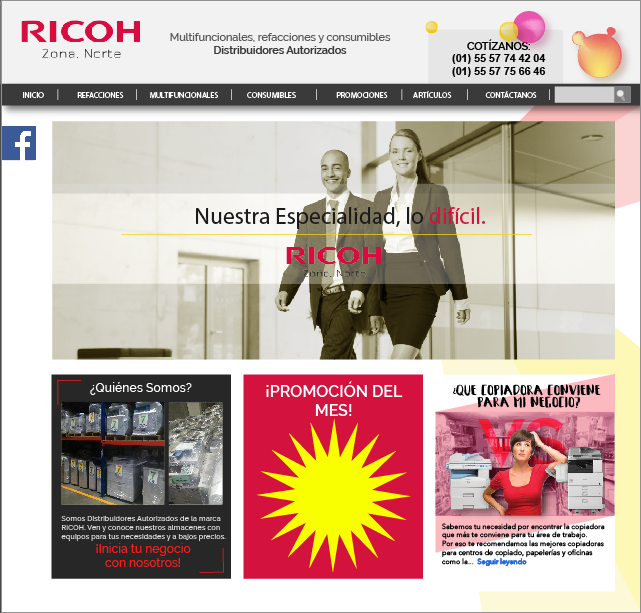 RICOH
Zona. Norte
Multifuncionales, refacciones y consumibles
Distribuidores Autorizados
COTÍZANOS:
(01) 55 57 74 42 04
(01) 55 57 75 66 46
INICIO
REFACCIONES
MULTIFUNCIONALES
CONSUMIBLES
PROMOCIONES
ARTÍCULOS
CONTÁCTANOS
f
Nuestra Especialidad, lo difícil.
RICOH
Zona. Norte
¿Quiénes Somos?
Somos Distribuidores Autorizados de la marca
RICOH. Ven y conoce nuestros almacenes con
equipos para tus necesidades y a bajos precios.
¡Inicia tu negocio
con nosotros!
¡PROMOCIÓN DEL
MES!
¿QUE COPIADORA CONVIENE
PARA MI NEGOCIO?
VS
Sabemos tu necesidad por encontrar la copiadora
que más te conviene para tu área de trabajo.
Por eso te recomendamos las mejores copiadoras
para centros de copiado, papelerías y oficinas
como la... Seguir leyendo